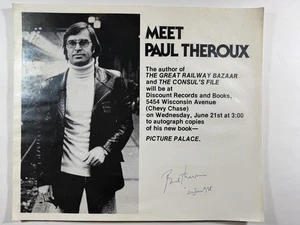 MEET
PAUL THEROUX
The author of
THE GREAT RAILWAY BAZAAR
and THE CONSUL'S FILE
will be at
Discount Records and Books,
5454 Wisconsin Avenue
(Chevy Chase)
on Wednesday, June 21st at 3:00
to autograph copies
of his new book—
PICTURE PALACE.
Paul Theroux